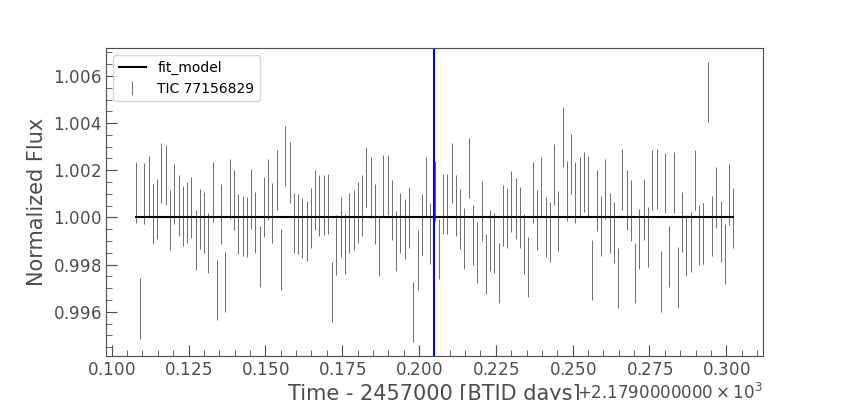 fit_model
TIC 77156829
Normalized Flux
1.006
1.004
1.002
1.000
0.998
0.996
0.100 0.125 0.150 0.175 0.200 0.225 0.250 0.275 0.300
Time - 2457000 [BTJD days]
+2.1790000000 × 10³